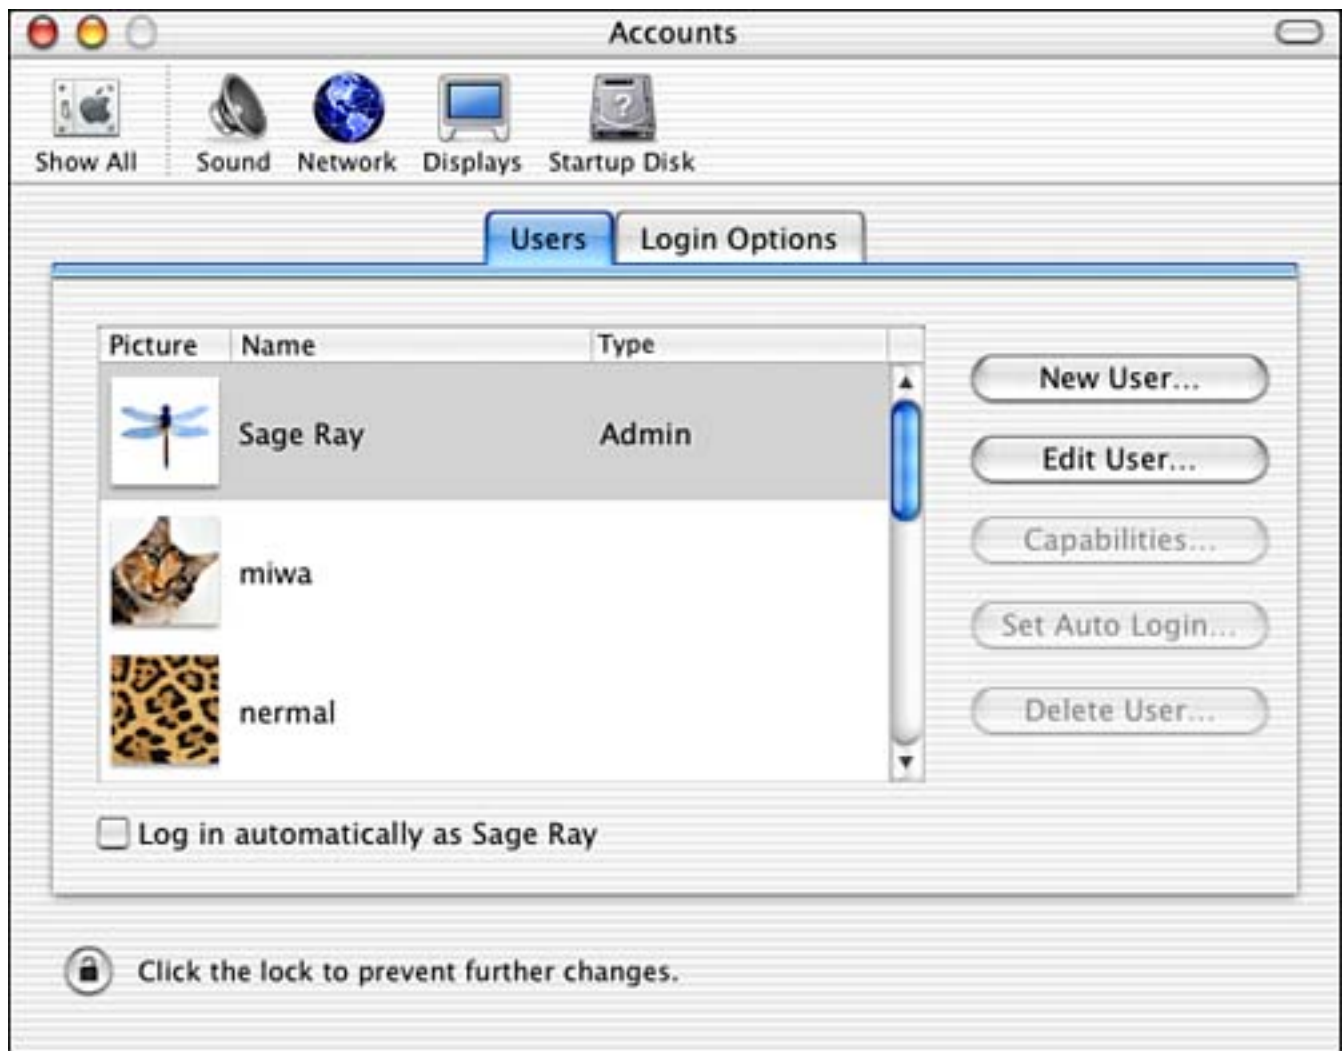 Accounts
Show All Sound Network Displays Startup Disk
Users Login Options
Picture Name Type
New User...
Sage Ray Admin
Edit User...
Capabilities...
miwa
Set Auto Login...
nermal
Delete User...
Log in automatically as Sage Ray
Click the lock to prevent further changes.